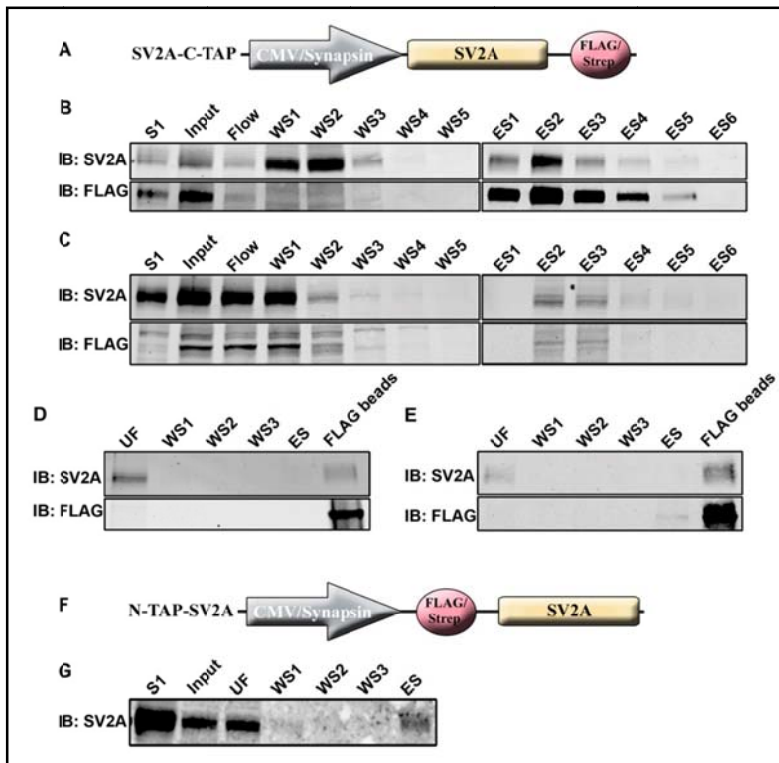 A
SV2A-C-TAP
CMV/Synapsin
SV2A
FLAG/
Strep
B
S1 Input Flow WS1 WS2 WS3 WS4 WS5 ES1 ES2 ES3 ES4 ES5 ES6
IB: SV2A
IB: FLAG
C
S1 Input Flow WS1 WS2 WS3 WS4 WS5 ES1 ES2 ES3 ES4 ES5 ES6
IB: SV2A
IB: FLAG
D
UF WS1 WS2 WS3 ES FLAG beads
IB: SV2A
IB: FLAG
E
UF WS1 WS2 WS3 ES FLAG beads
IB: SV2A
IB: FLAG
F
N-TAP-SV2A
CMV/Synapsin
FLAG/
Strep
SV2A
G
S1 Input UF WS1 WS2 WS3 ES
IB: SV2A